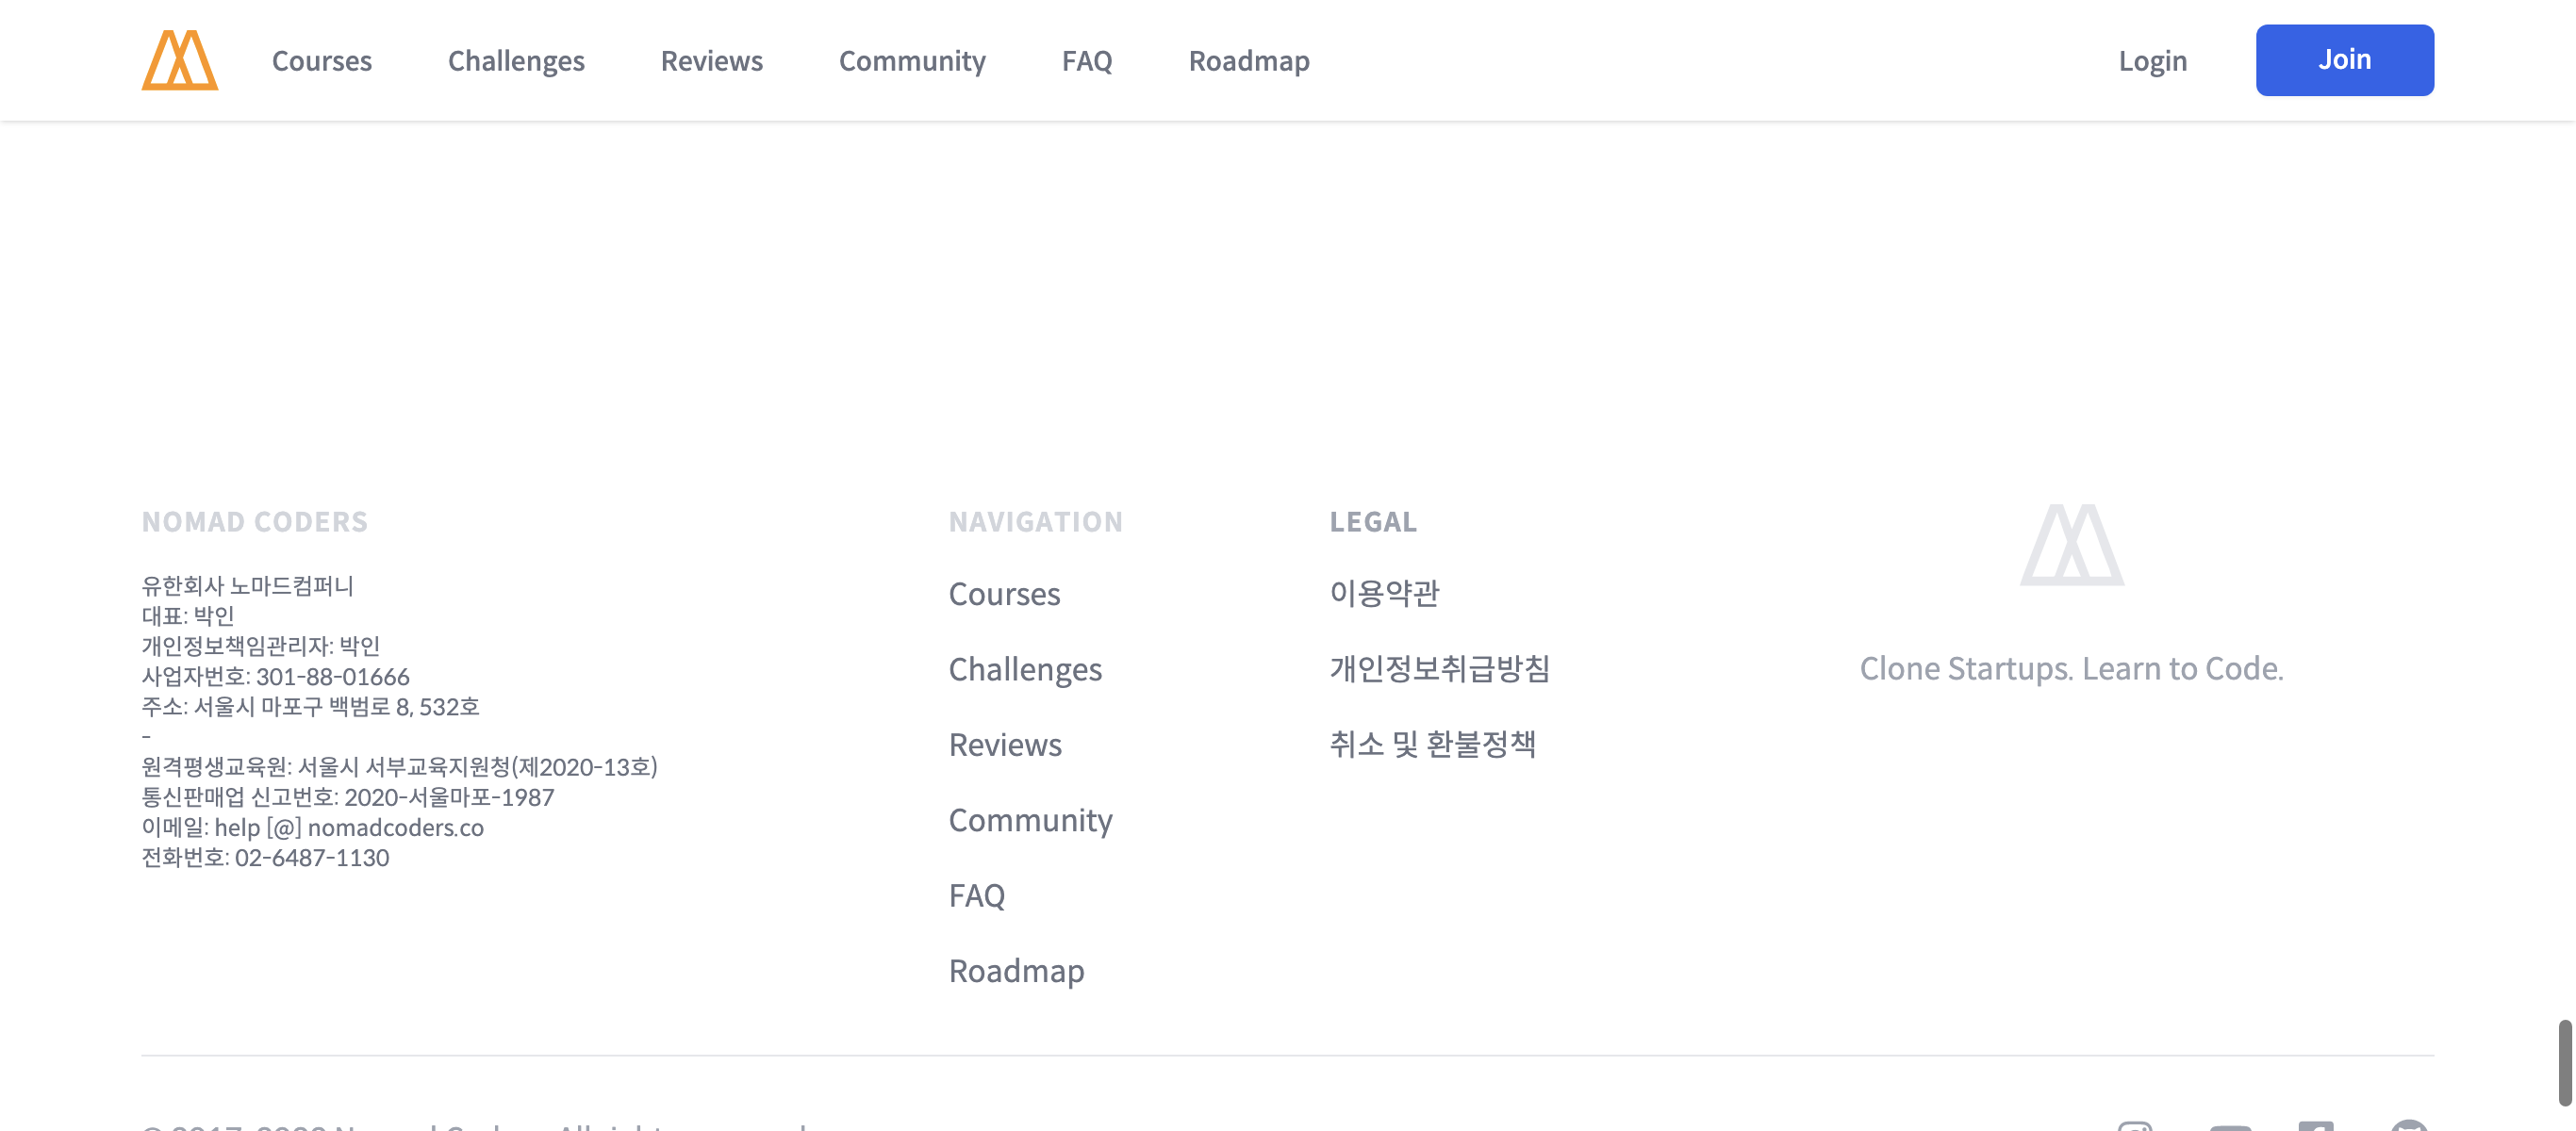 Courses
Challenges
Reviews
Community
FAQ
Roadmap
Login
Join
NOMAD CODERS
유한회사 노마드컴퍼니
대표: 박인
개인정보책임관리자: 박인
사업자번호: 301-88-01666
주소: 서울시 마포구 백범로 8, 532호
-
원격평생교육원: 서울시 서부교육지원청(제2020-13호)
통신판매업 신고번호: 2020-서울마포-1987
이메일: help [@] nomadcoders.co
전화번호: 02-6487-1130
NAVIGATION
Courses
Challenges
Reviews
Community
FAQ
Roadmap
LEGAL
이용약관
개인정보취급방침
취소 및 환불정책
Clone Startups. Learn to Code.